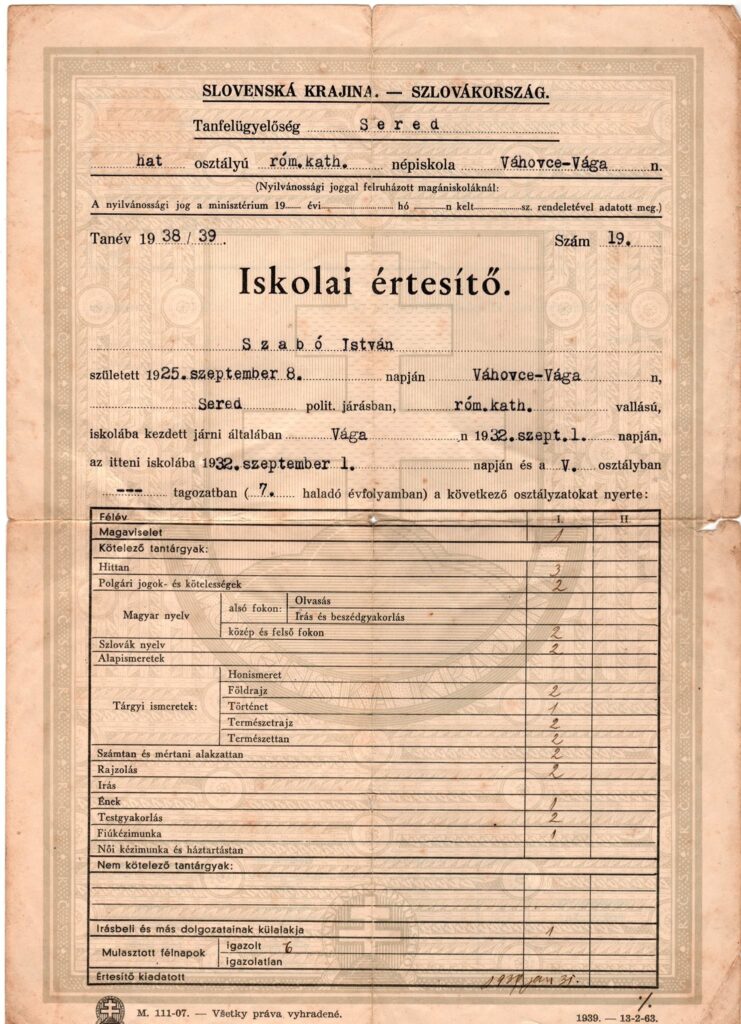 SLOVENSKÁ KRAJINA. — SZLOVÁKORSZÁG.
Tanfelügyelőség Sered
hat osztályú róm.kath. népiskola Váhovce-Vága n.
(Nyilvánossági joggal felruházott magániskoláknál:
A nyilvánossági jog a minisztérium 19 évi hó n kelt sz. rendeletével adatott meg.)
Tanév 1938/39. Szám 19.
Iskolai értesítő.
Szabó István
született 1925.szeptember 8. napján Váhovce-Vága n,
Sered polit. járásban, róm.kath. vallású,
iskolába kezdett járni általában Vága n 1932.szept.1. napján,
az itteni iskolába 1932.szeptember 1. napján és a V. osztályban
--- tagozatban (7. haladó évfolyamban) a következő osztályzatokat nyerte:
Félév I. II.
Magaviselet 1
Kötelező tantárgyak:
Hittan 3
Polgári jogok- és kötelességek 2
Magyar nyelv alsó fokon: Olvasás
Irás és beszédgyakorlás
közép és felső fokon 2
Szlovák nyelv 2
Alapismeretek
Tárgyi ismeretek: Honismeret
Földrajz 2
Történet 1
Természetrajz 2
Természettan 2
Számtan és mértani alakzattan 2
Rajzolás 2
Irás
Ének 1
Testgyakorlás 2
Fiúkézimunka 1
Női kézimunka és háztartástan
Nem kötelező tantárgyak:
Irásbeli és más dolgozatainak külalakja 1
Mulasztott félnapok igazolt 6
igazolatlan
Értesítő kiadatott 1939 jan 31.
M. 111-07. — Všetky práva vyhradené. 1939. — 13-2-63.